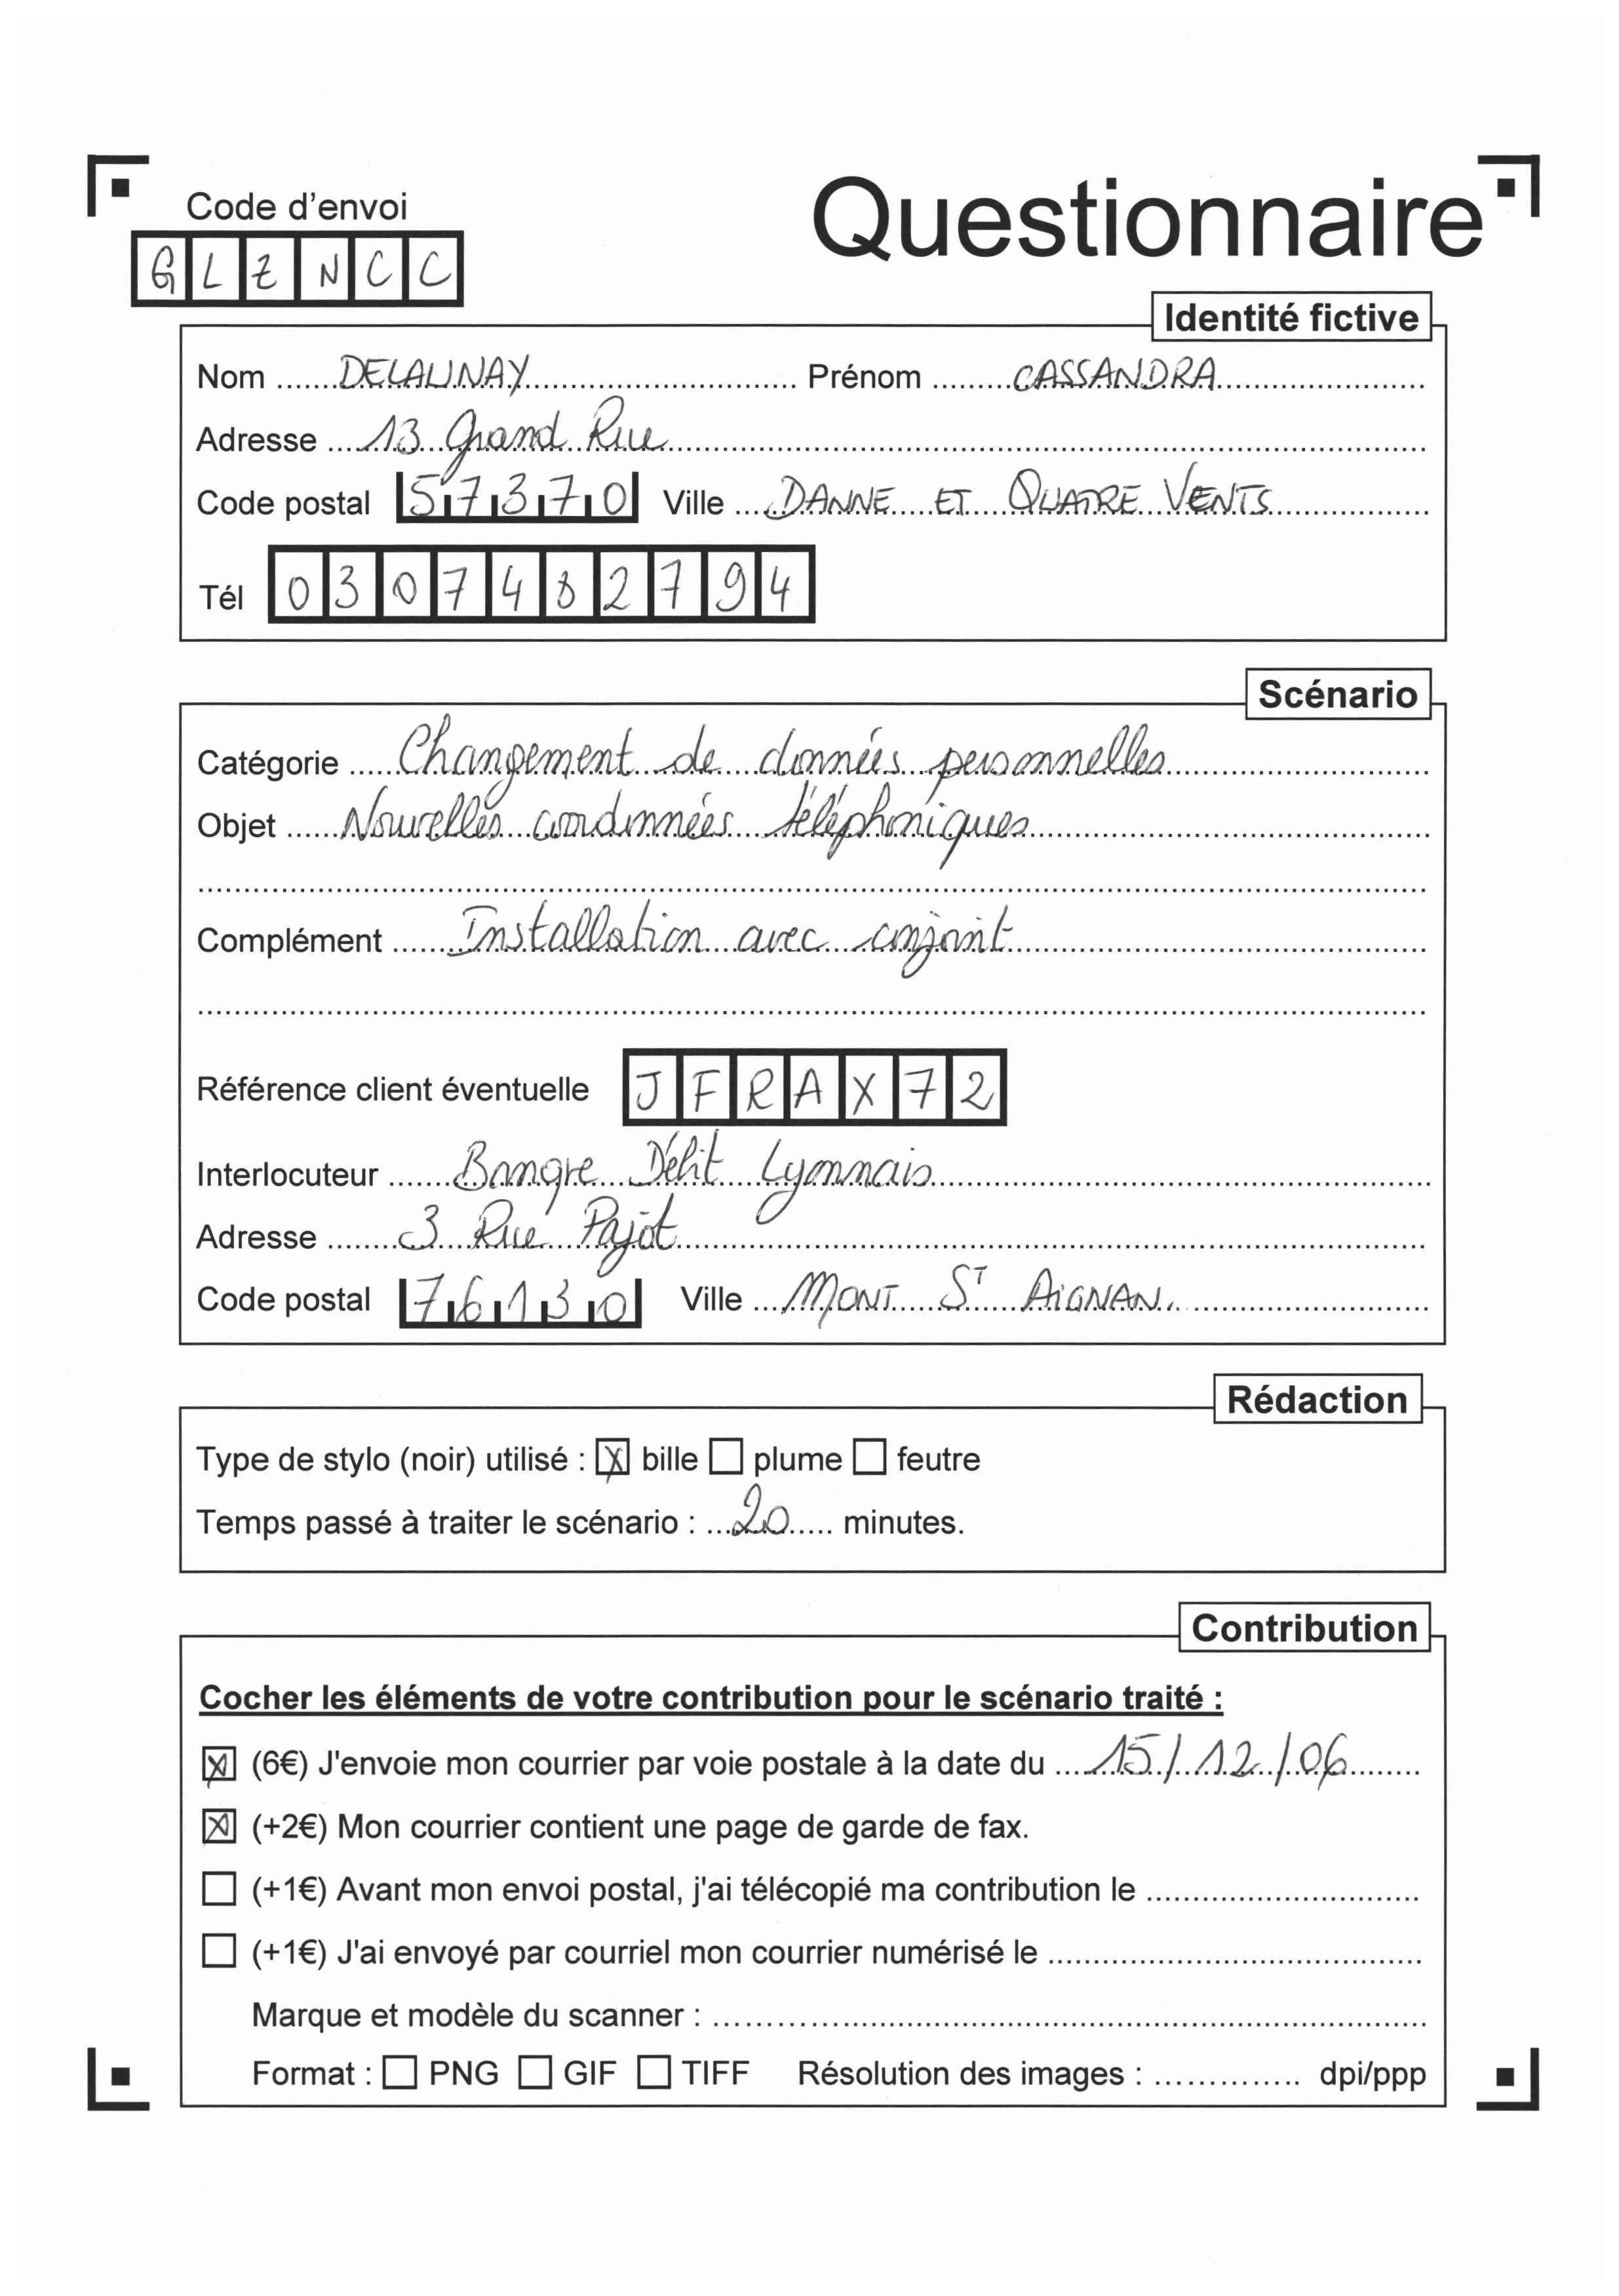 Code d'envoi
Questionnaire
GLZNCC
Identité fictive
Nom DELAUNAY Prénom CASSANDRA
Adresse 13 Grand Rue
Code postal 57370 Ville DANNE ET QUATRE VENTS
Tél 0307482794
Scénario
Catégorie Changement de données personnelles
Objet Nouvelles coordonnées téléphoniques
Complément Installation avec conjoint
Référence client éventuelle JFRAX72
Interlocuteur Banqre Délit Lyonnais
Adresse 3 Rue Pajot
Code postal 76130 Ville MONT ST AIGNAN.
Rédaction
Type de stylo (noir) utilisé : ☒ bille ☐ plume ☐ feutre
Temps passé à traiter le scénario : 20 minutes.
Contribution
Cocher les éléments de votre contribution pour le scénario traité :
☒ (6€) J'envoie mon courrier par voie postale à la date du 15/12/06
☒ (+2€) Mon courrier contient une page de garde de fax.
☐ (+1€) Avant mon envoi postal, j'ai télécopié ma contribution le
☐ (+1€) J'ai envoyé par courriel mon courrier numérisé le
Marque et modèle du scanner :
Format : ☐ PNG ☐ GIF ☐ TIFF Résolution des images : dpi/ppp